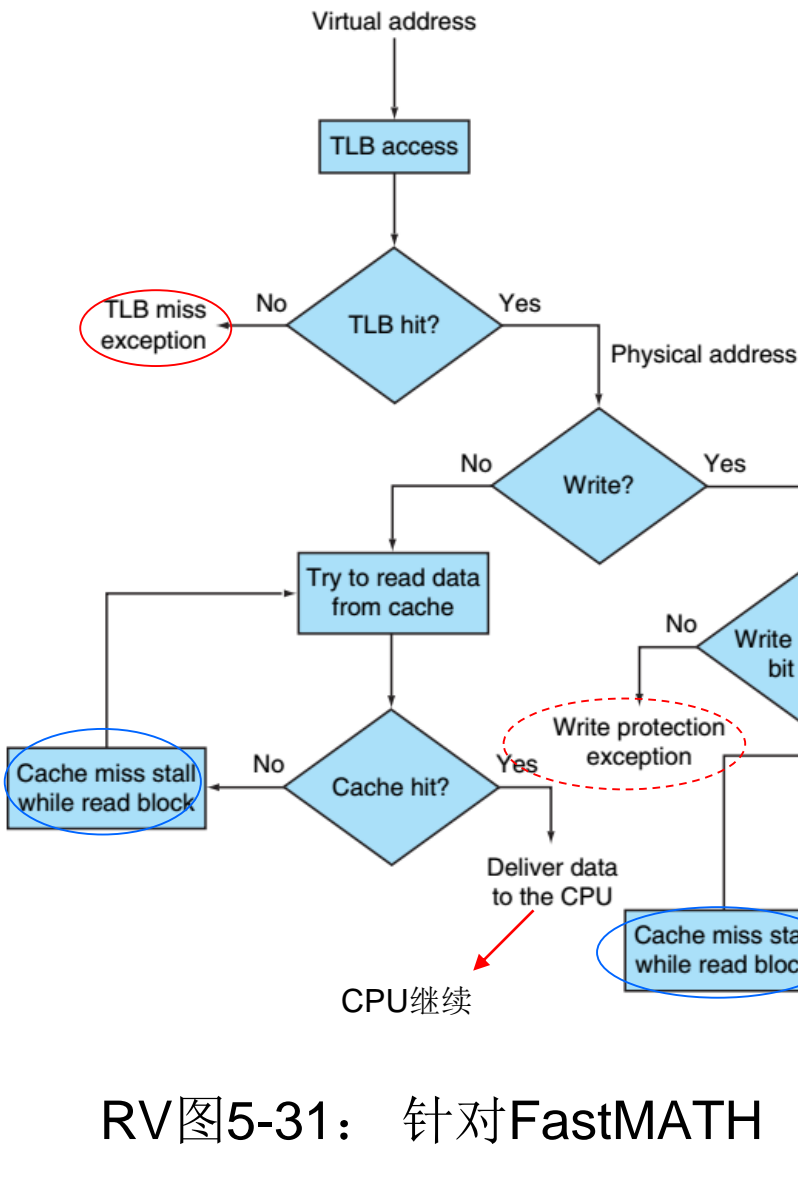 Virtual address
TLB access
TLB miss
exception
No
TLB hit?
Yes
Physical address
No
Write?
Yes
Try to read data
from cache
No
Write
bit
Write protection
exception
Cache miss stall
while read block
No
Cache hit?
Yes
Deliver data
to the CPU
Cache miss sta
while read bloc
CPU继续
RV图5-31： 针对FastMATH